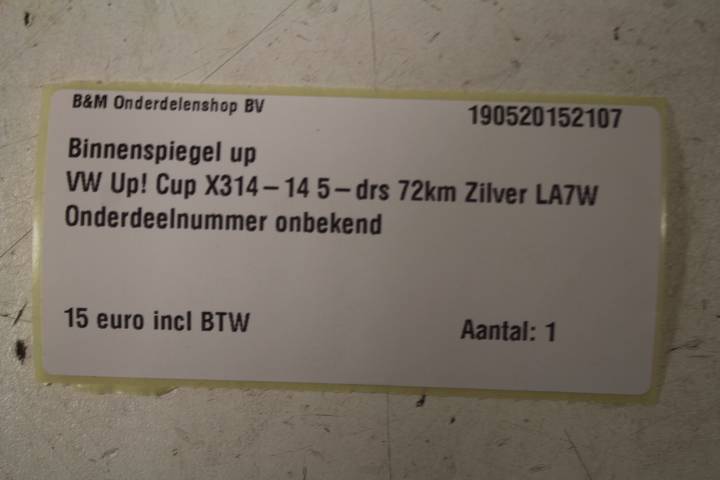 B&M Onderdelenshop BV
190520152107
Binnenspiegel up
VW Up! Cup X314-14 5-drs 72km Zilver LA7W
Onderdeelnummer onbekend
15 euro incl BTW
Aantal: 1